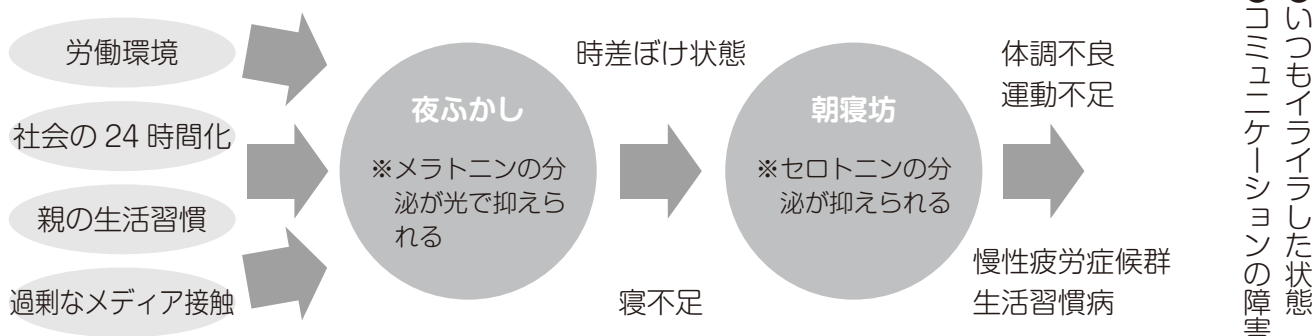 労働環境
社会の 24 時間化
親の生活習慣
過剰なメディア接触
夜ふかし
※メラトニンの分
泌が光で抑えら
れる
時差ぼけ状態
寝不足
朝寝坊
※セロトニンの分
泌が抑えられる
体調不良
運動不足
慢性疲労症候群
生活習慣病
●いつもイライラした状態
●コミュニケーションの障害